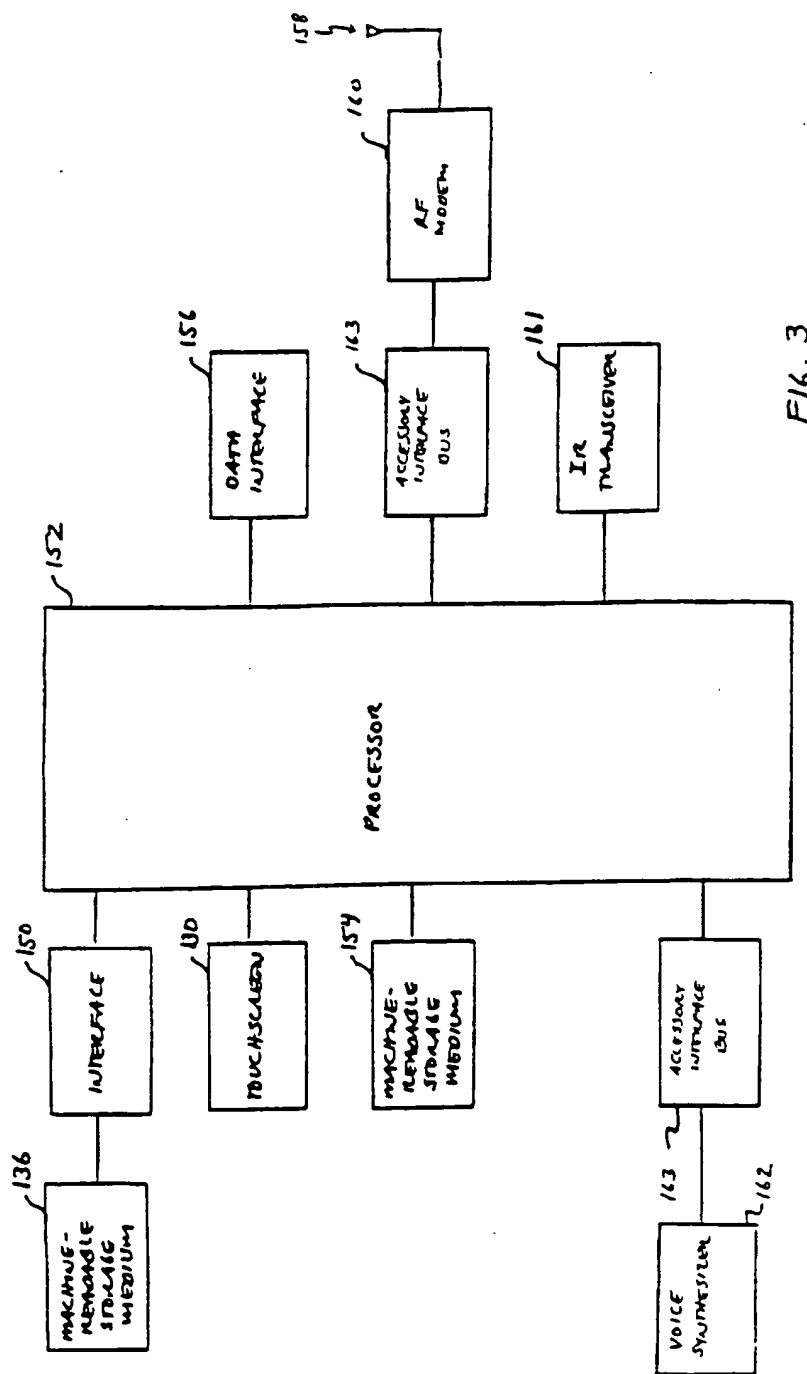 136
MACHINE-
READABLE
STORAGE
MEDIUM
150
INTERFACE
130
TOUCHSCREEN
154
MACHINE-
READABLE
STORAGE
MEDIUM
VOICE
SYNTHESIZER
162
163
ACCESSORY
INTERFACE
BUS
152
PROCESSOR
156
DATA
INTERFACE
163
ACCESSORY
INTERFACE
BUS
160
RF
MODEM
158
161
IR
TRANSCEIVER
FIG. 3